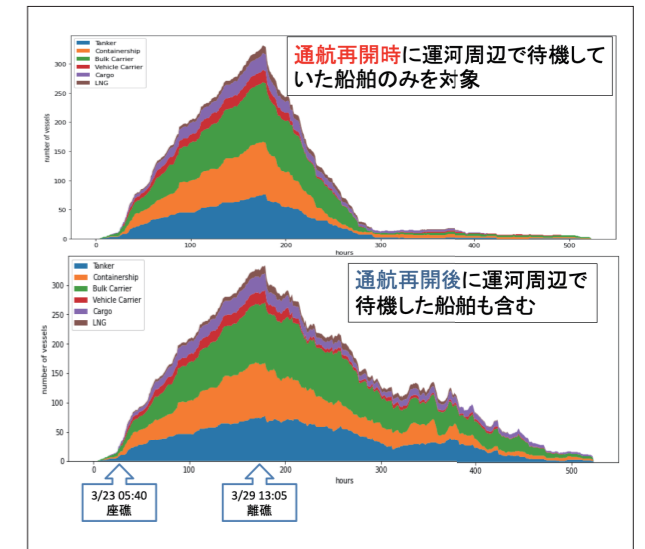 Tanker
Containership
Bulk Carrier
Vehicle Carrier
Cargo
LNG
通航再開時に運河周辺で待機して
いた船舶のみを対象
number of vessels
300
250
200
150
100
50
0
0 100 200 300 400 500
hours
Tanker
Containership
Bulk Carrier
Vehicle Carrier
Cargo
LNG
通航再開後に運河周辺で
待機した船舶も含む
number of vessels
300
250
200
150
100
50
0
0 100 200 300 400 500
hours
3/23 05:40
座礁
3/29 13:05
離礁